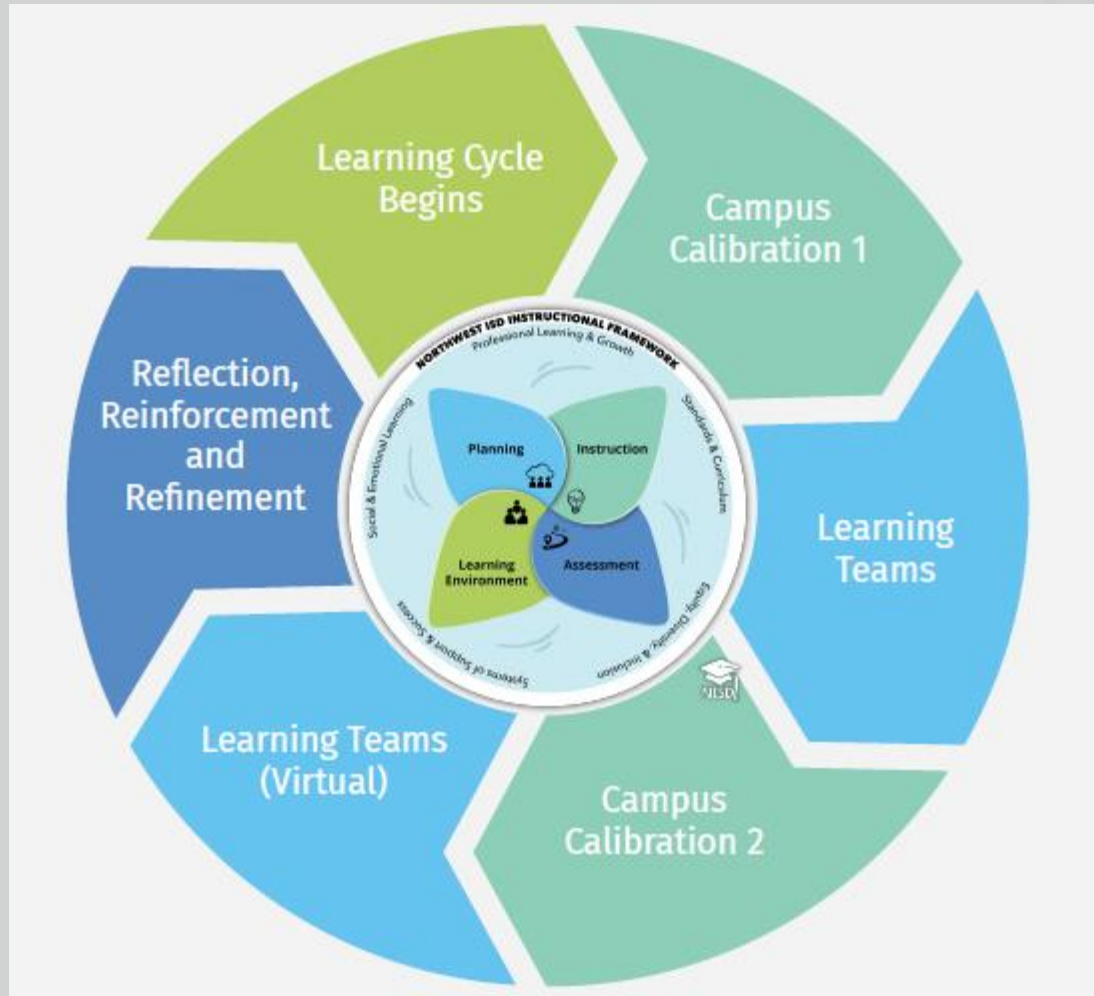 Learning Cycle
Begins
Campus
Calibration 1
Learning
Teams
Campus
Calibration 2
Learning Teams
(Virtual)
Reflection,
Reinforcement
and
Refinement
NORTHWEST ISD INSTRUCTIONAL FRAMEWORK
Professional Learning & Growth
Standards & Curriculum
Equity, Diversity, & Inclusion
Systems of Support & Success
Social & Emotional Learning
Planning
Instruction
Learning
Environment
Assessment
NISD